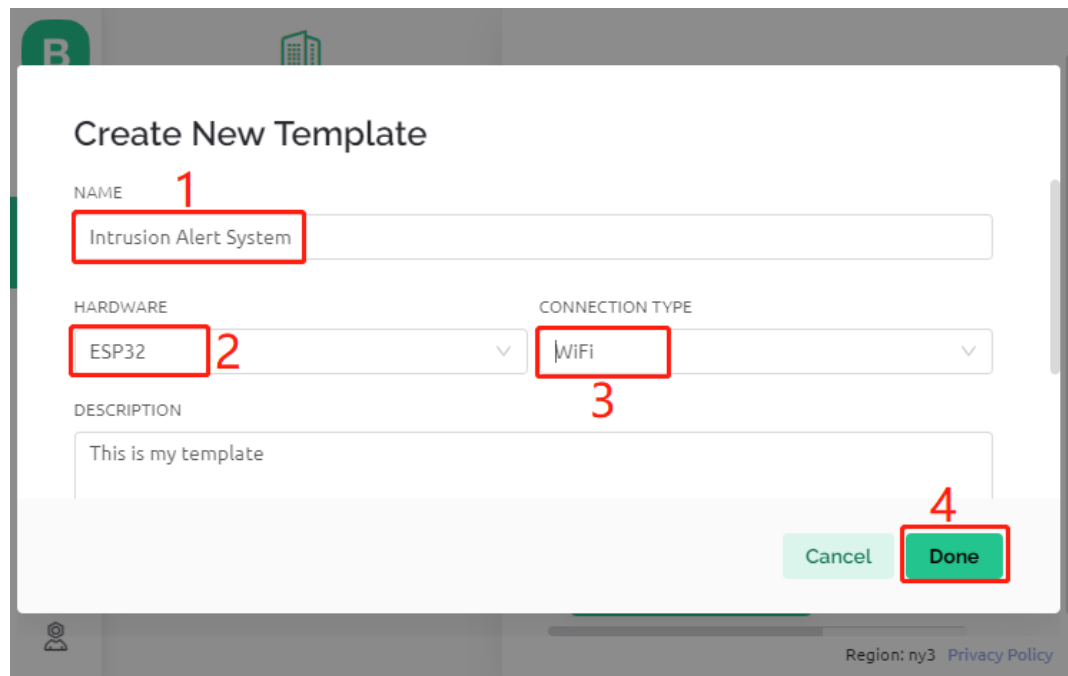 B
Create New Template
NAME
1
Intrusion Alert System
HARDWARE
CONNECTION TYPE
ESP32
2
WiFi
3
DESCRIPTION
This is my template
4
Cancel
Done
Region: ny3 Privacy Policy